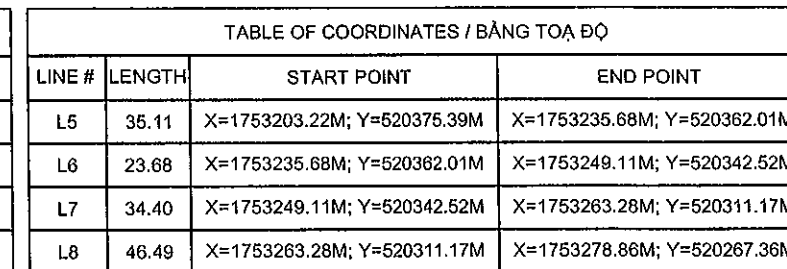 TABLE OF COORDINATES / BẢNG TOẠ ĐỘ
LINE # LENGTH START POINT END POINT
L5 35.11 X=1753203.22M; Y=520375.39M X=1753235.68M; Y=520362.01M
L6 23.68 X=1753235.68M; Y=520362.01M X=1753249.11M; Y=520342.52M
L7 34.40 X=1753249.11M; Y=520342.52M X=1753263.28M; Y=520311.17M
L8 46.49 X=1753263.28M; Y=520311.17M X=1753278.86M; Y=520267.36M